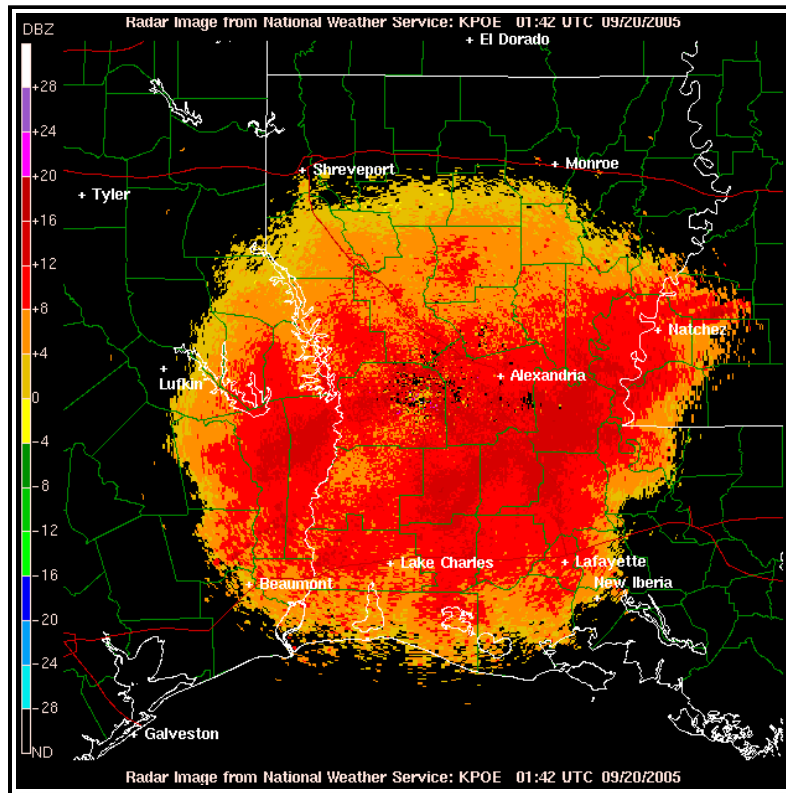 Radar Image from National Weather Service: KPOE 01:42 UTC 09/20/2005
DBZ
+28
+24
+20
+16
+12
+8
+4
0
-4
-8
-12
-16
-20
-24
-28
ND
El Dorado
Shreveport
Monroe
Tyler
Natchez
Lufkin
Alexandria
Lake Charles
Lafayette
Beaumont
New Iberia
Galveston
Radar Image from National Weather Service: KPOE 01:42 UTC 09/20/2005